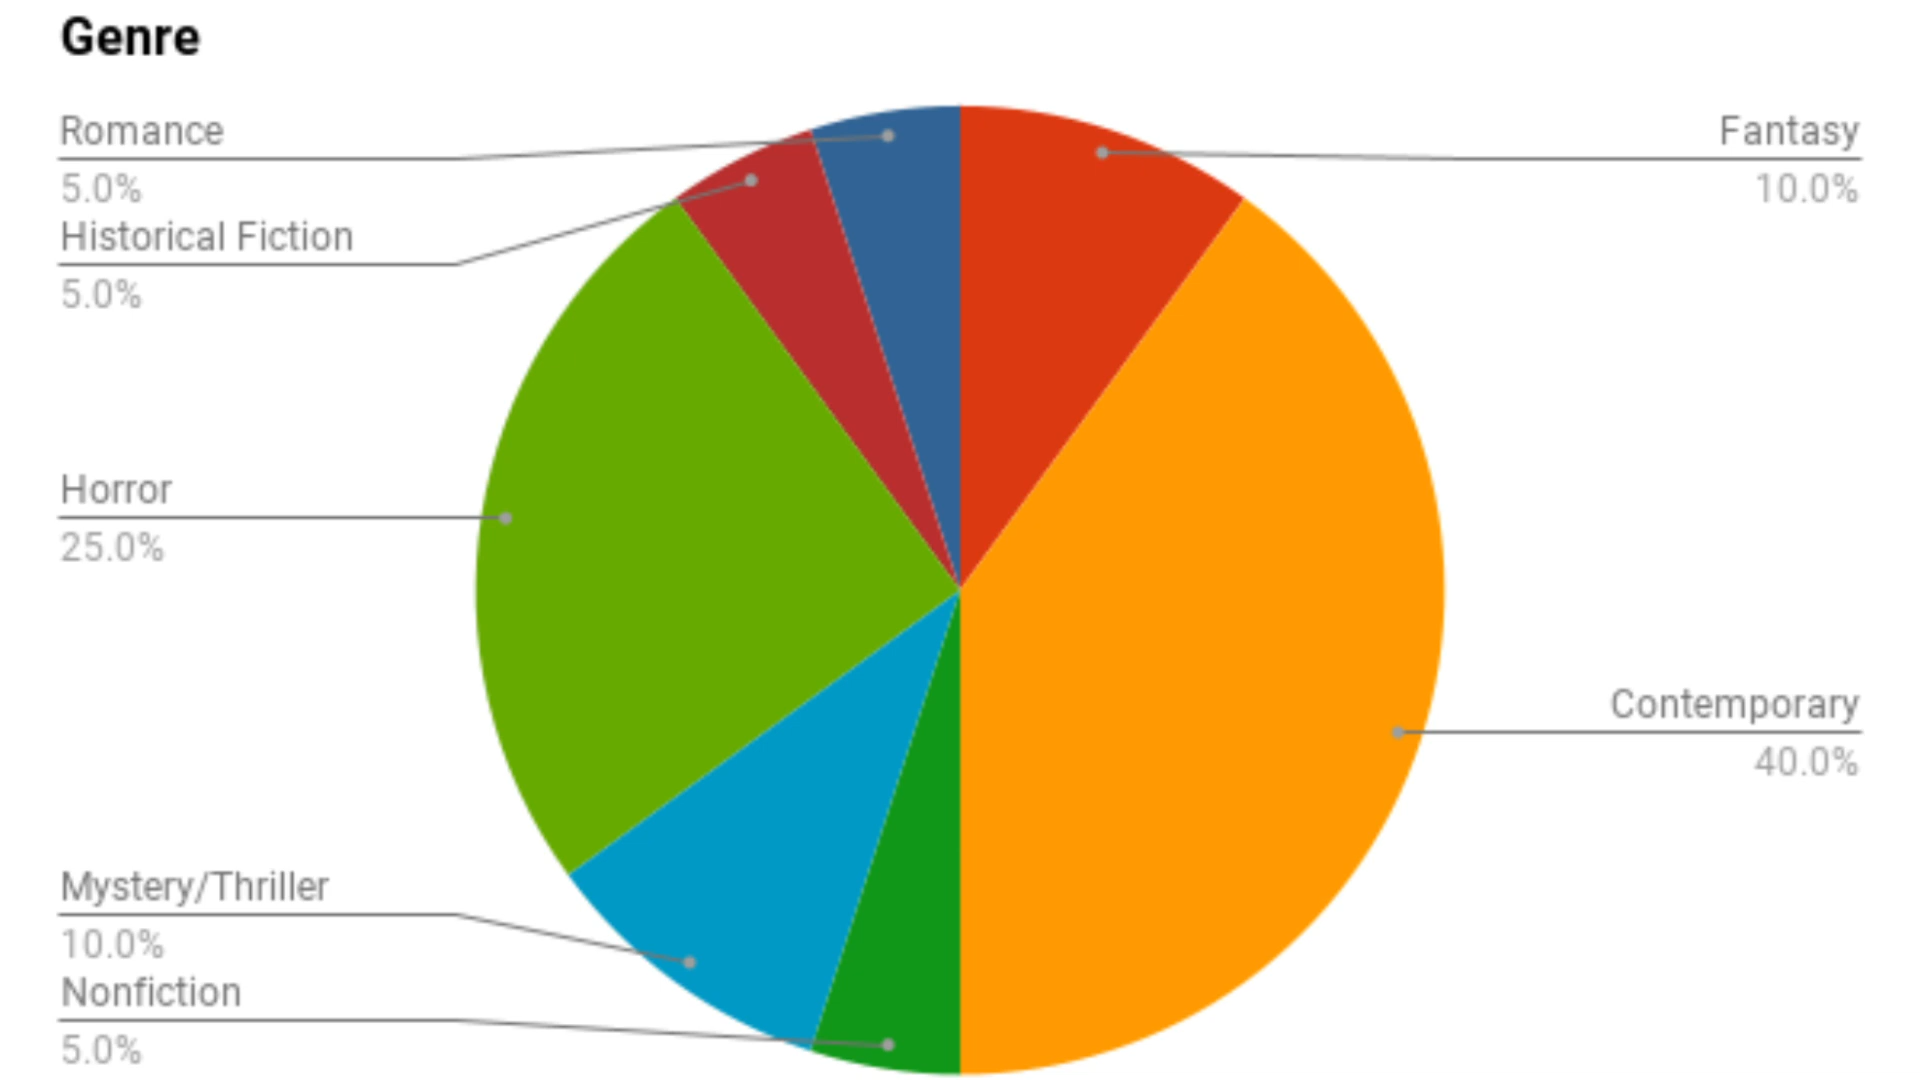 Genre
Romance
5.0%
Historical Fiction
5.0%
Horror
25.0%
Mystery/Thriller
10.0%
Nonfiction
5.0%
Fantasy
10.0%
Contemporary
40.0%